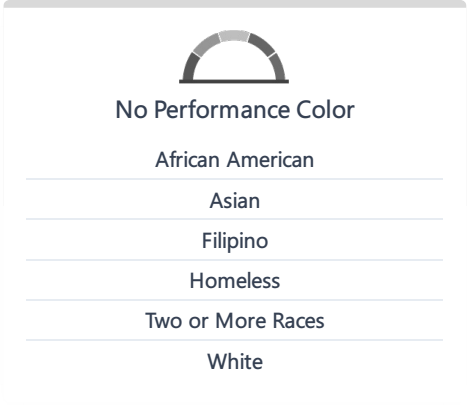 No Performance Color
African American
Asian
Filipino
Homeless
Two or More Races
White